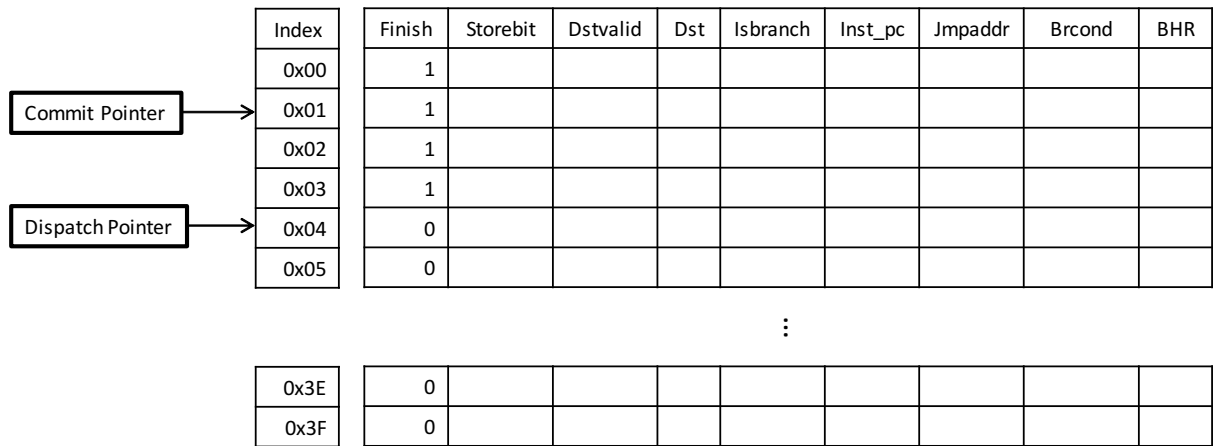 Index Finish Storebit Dstvalid Dst Isbranch Inst_pc Jmpaddr Brcond BHR
0x00 1
Commit Pointer 0x01 1
0x02 1
0x03 1
Dispatch Pointer 0x04 0
0x05 0
...
0x3E 0
0x3F 0